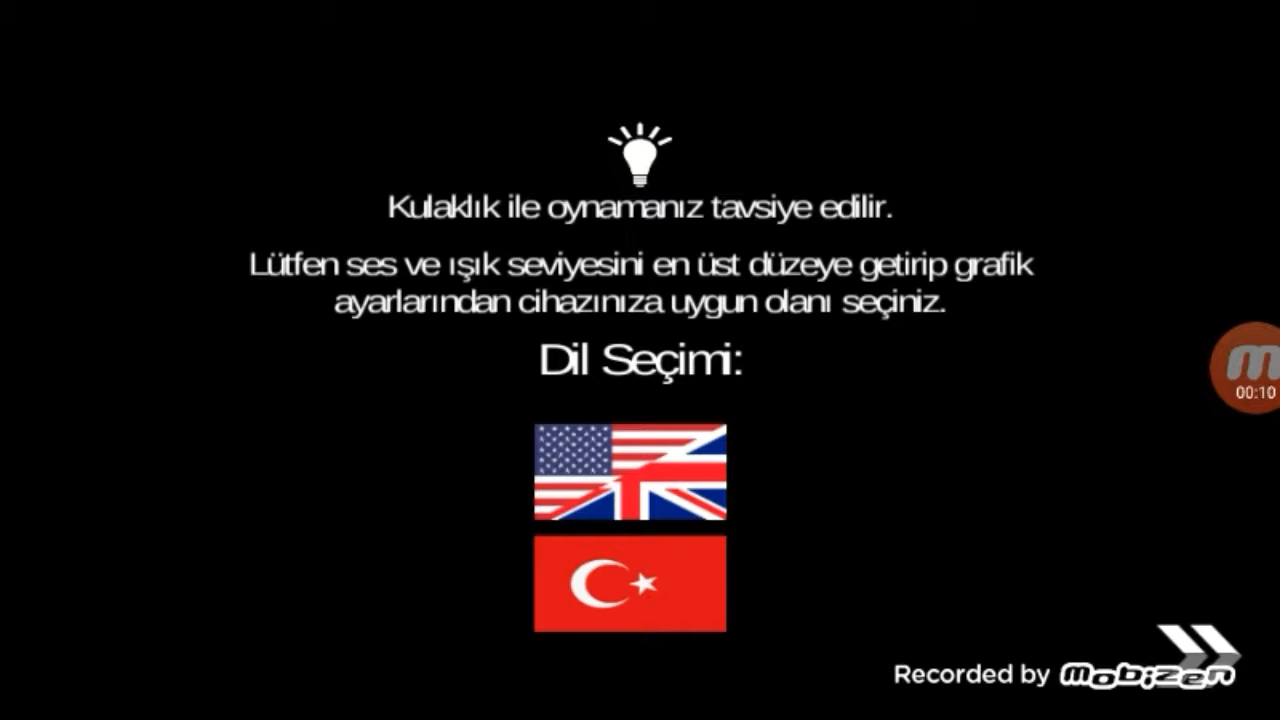 Kulaklık ile oynamanız tavsiye edilir.
Lütfen ses ve ışık seviyesini en üst düzeye getirip grafik
ayarlarından cihazınıza uygun olanı seçiniz.
Dil Seçimi:
m
00:10
Recorded by mobizen